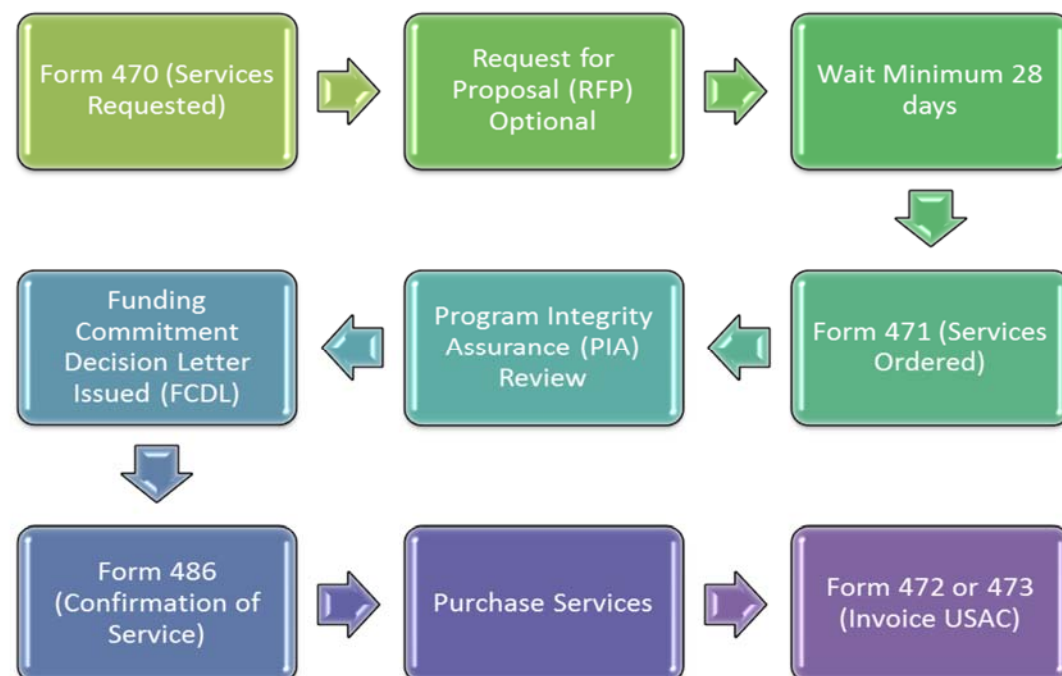 Form 470 (Services
Requested)
Request for
Proposal (RFP)
Optional
Wait Minimum 28
days
Form 471 (Services
Ordered)
Program Integrity
Assurance (PIA)
Review
Funding
Commitment
Decision Letter
Issued (FCDL)
Form 486
(Confirmation of
Service)
Purchase Services
Form 472 or 473
(Invoice USAC)